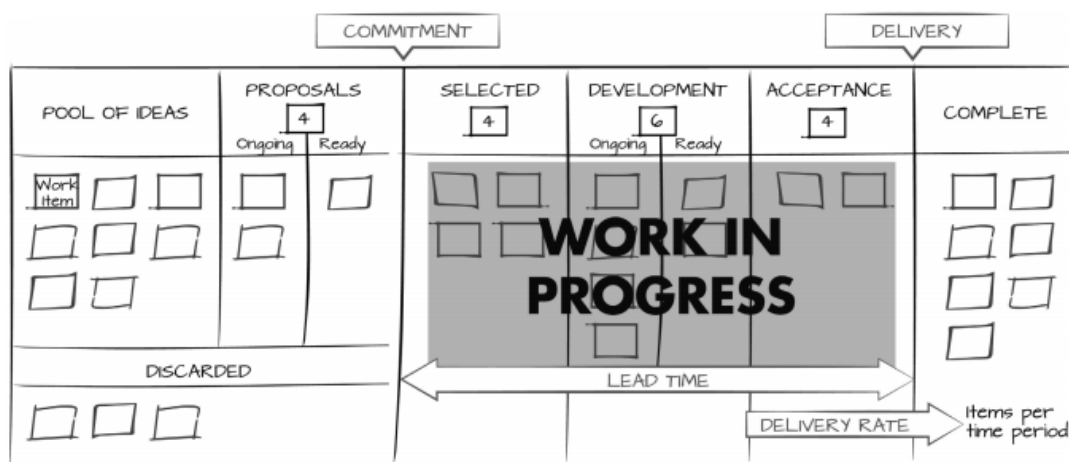 COMMITMENT
DELIVERY
POOL OF IDEAS
PROPOSALS
4
Ongoing
Ready
SELECTED
4
DEVELOPMENT
6
Ongoing
Ready
ACCEPTANCE
4
COMPLETE
Work
Item
WORK IN
PROGRESS
DISCARDED
LEAD TIME
DELIVERY RATE
Items per
time period